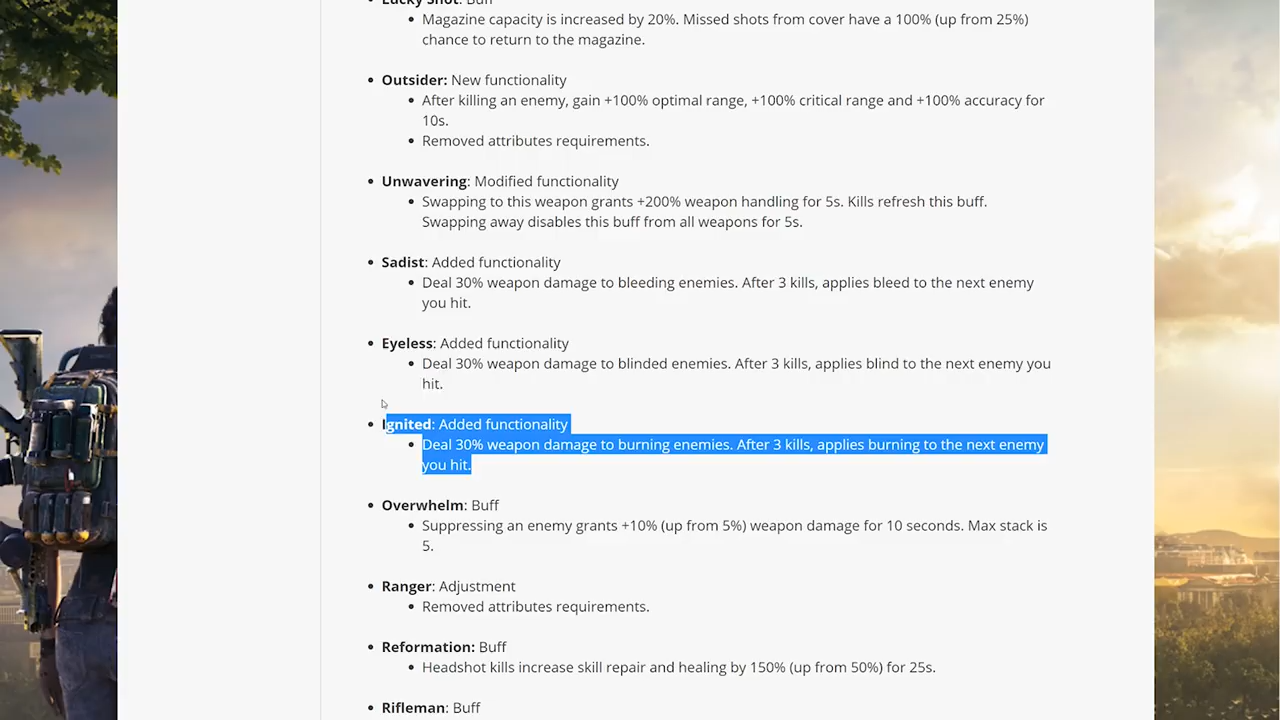 Lucky Shot: Buff
Magazine capacity is increased by 20%. Missed shots from cover have a 100% (up from 25%)
chance to return to the magazine.
Outsider: New functionality
After killing an enemy, gain +100% optimal range, +100% critical range and +100% accuracy for
10s.
Removed attributes requirements.
Unwavering: Modified functionality
Swapping to this weapon grants +200% weapon handling for 5s. Kills refresh this buff.
Swapping away disables this buff from all weapons for 5s.
Sadist: Added functionality
Deal 30% weapon damage to bleeding enemies. After 3 kills, applies bleed to the next enemy
you hit.
Eyeless: Added functionality
Deal 30% weapon damage to blinded enemies. After 3 kills, applies blind to the next enemy you
hit.
Ignited: Added functionality
Deal 30% weapon damage to burning enemies. After 3 kills, applies burning to the next enemy
you hit.
Overwhelm: Buff
Suppressing an enemy grants +10% (up from 5%) weapon damage for 10 seconds. Max stack is
5.
Ranger: Adjustment
Removed attributes requirements.
Reformation: Buff
Headshot kills increase skill repair and healing by 150% (up from 50%) for 25s.
Rifleman: Buff